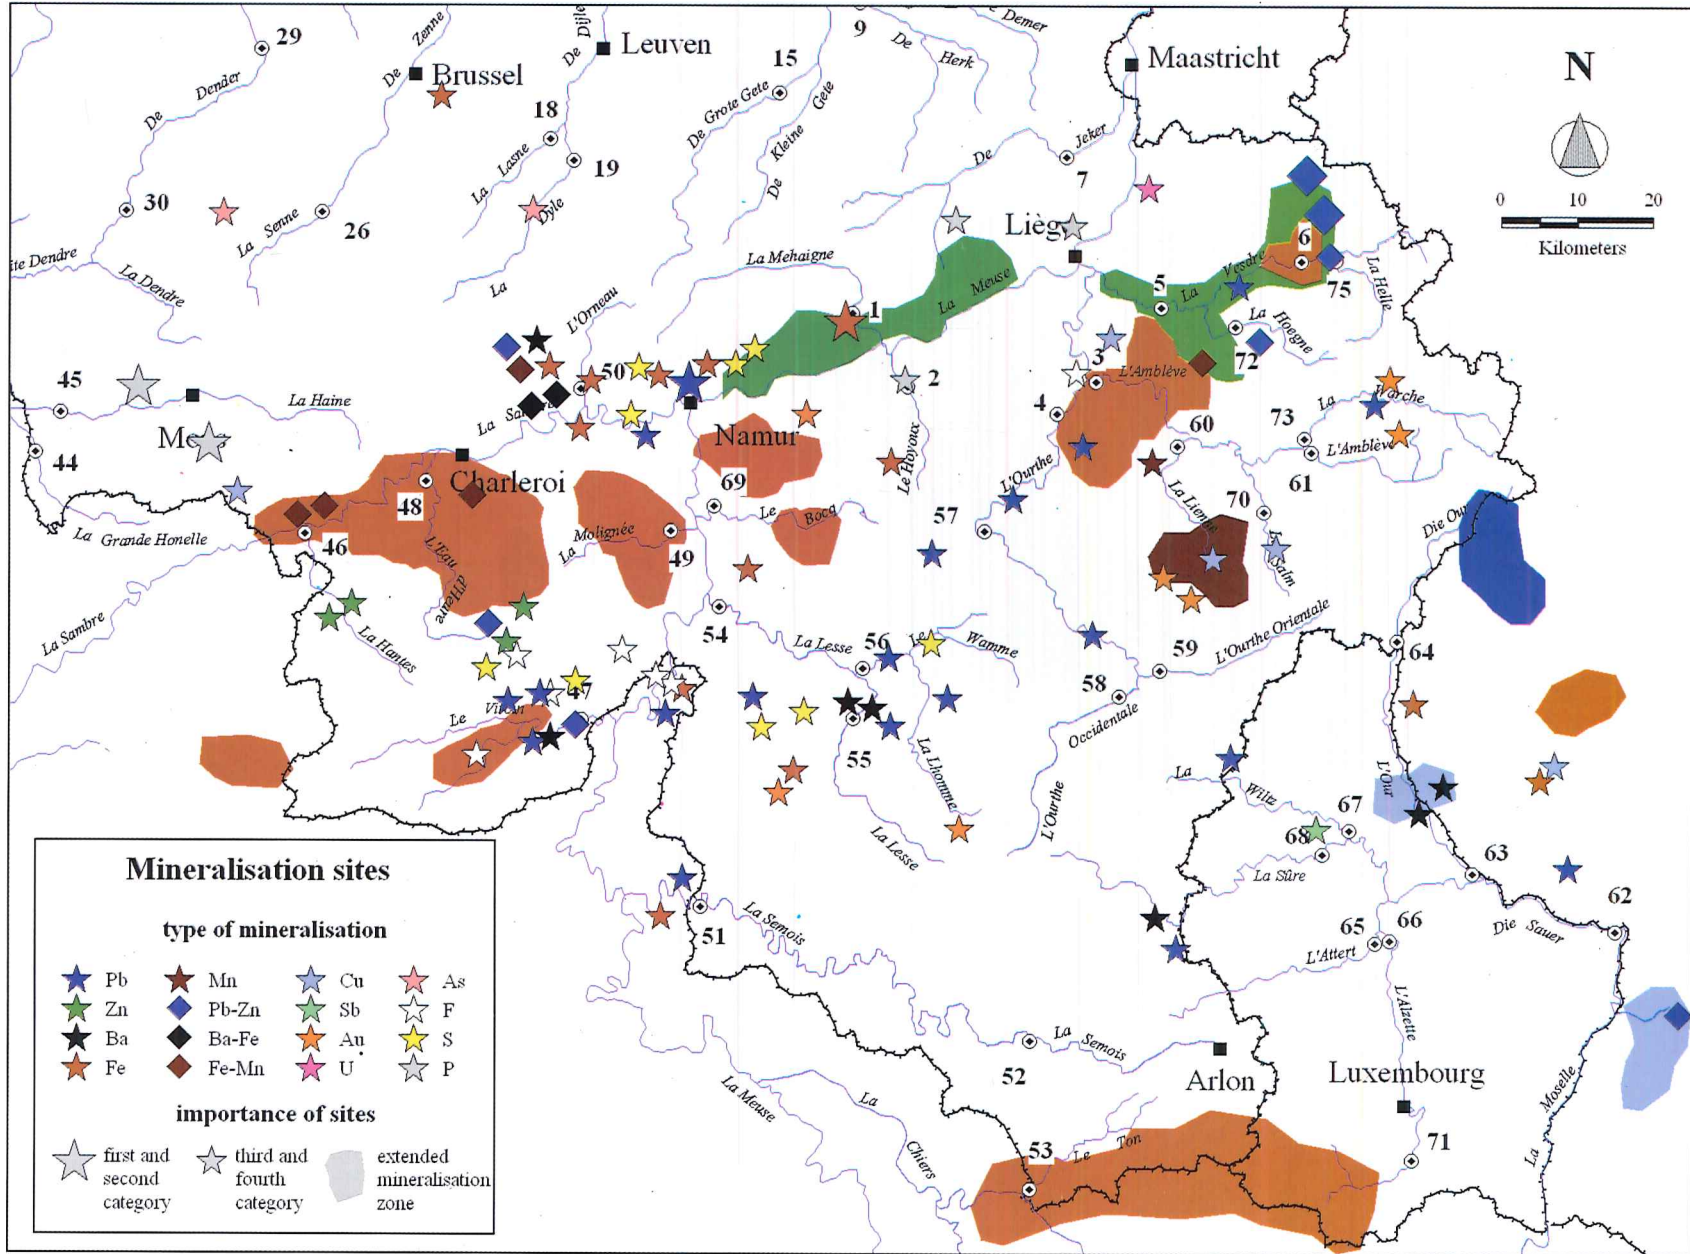 29
De Dender
De Zenne
Brussel
De Dijle
Leuven
15
De Grote Gete
De Kleine Gete
9
De Herk
Demer
Maastricht
N
0 10 20
Kilometers
18
La Lasne
19
La Dyle
30
La Senne
26
ite Dendre
La Dendre
De Jeker
7
Liège
La Mehaigne
1
La Meuse
L'Orneau
5
La Vesdre
6
75
La Helle
La Hoegne
72
3
L'Amblève
4
2
Le Hoyoux
45
La Haine
Mons
44
La Grande Honelle
50
La Sambre
Namur
Charleroi
48
46
L'Eau d'Heure
69
Le Bocq
La Molignée
49
L'Ourthe
57
60
La Lienne
70
La Salm
73
La Warche
L'Amblève
61
Die Our
La Sambre
La Hantes
54
La Lesse
56
Le Wamme
59
L'Ourthe Orientale
58
Occidentale
L'Ourthe
64
Le Viroin
47
55
La Lhomme
La Lesse
La Wiltz
67
L'Our
68
La Sûre
63
62
Die Sauer
51
La Semois
65
66
L'Attert
L'Alzette
52
La Semois
Arlon
Luxembourg
71
La Moselle
La Meuse
La Chiers
53
Le Ton
Mineralisation sites
type of mineralisation
Pb Mn Cu As
Zn Pb-Zn Sb F
Ba Ba-Fe Au S
Fe Fe-Mn U P
importance of sites
first and second category
third and fourth category
extended mineralisation zone